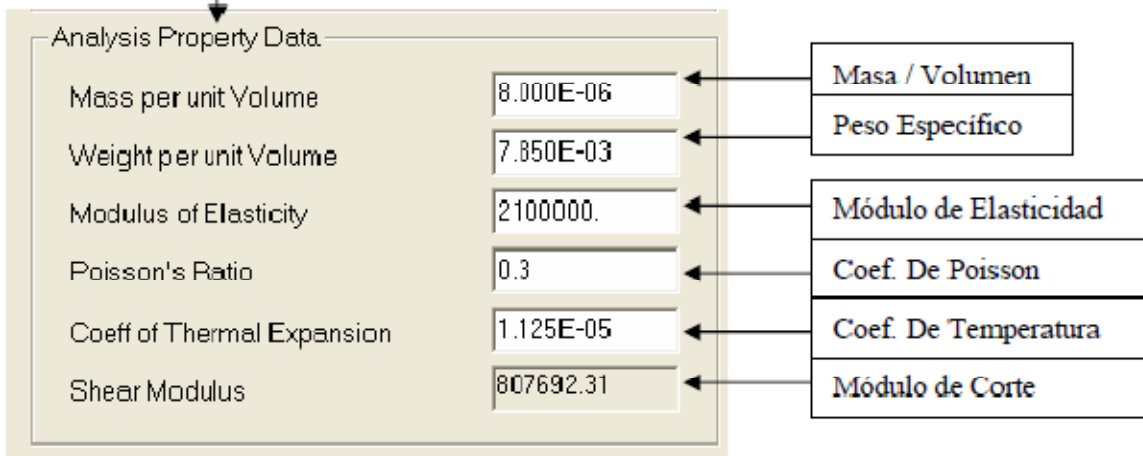 Analysis Property Data
Mass per unit Volume 8.000E-06 Masa / Volumen
Weight per unit Volume 7.850E-03 Peso Específico
Modulus of Elasticity 2100000. Módulo de Elasticidad
Poisson's Ratio 0.3 Coef. De Poisson
Coeff of Thermal Expansion 1.125E-05 Coef. De Temperatura
Shear Modulus 807692.31 Módulo de Corte